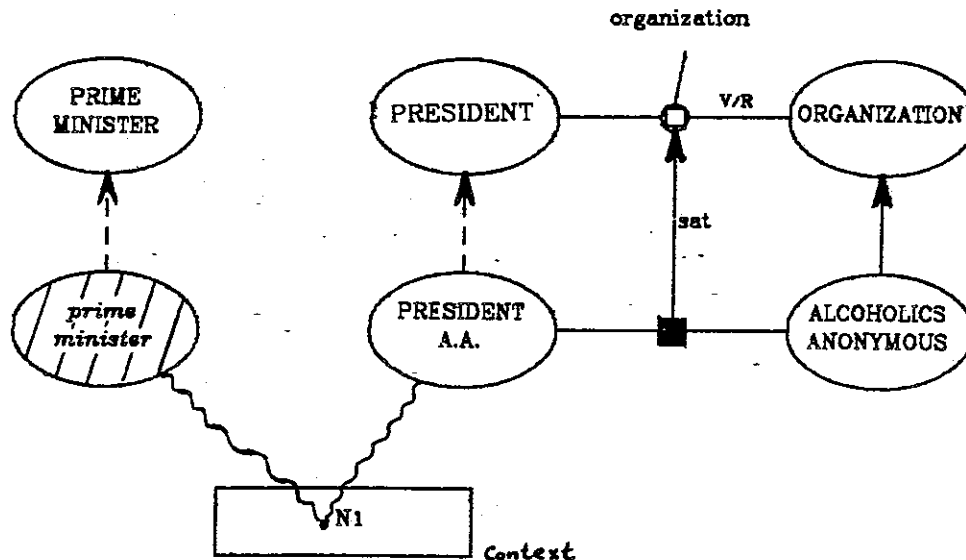 organization
PRIME
MINISTER
PRESIDENT
V/R
ORGANIZATION
sat
prime
minister
PRESIDENT
A.A.
ALCOHOLICS
ANONYMOUS
N1
Context